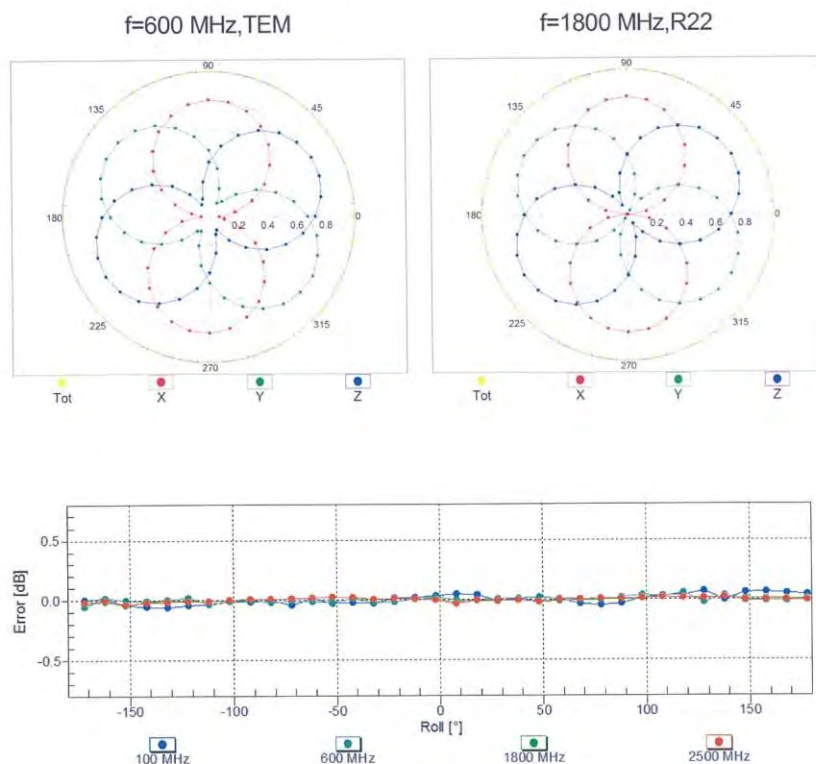 f=600 MHz,TEM
f=1800 MHz,R22
90
135
45
180
0.2
0.4
0.6
0.8
0
225
315
270
Tot
X
Y
Z
90
135
45
180
0.2
0.4
0.6
0.8
0
225
315
270
Tot
X
Y
Z
Error [dB]
0.5
0.0
-0.5
-150
-100
-50
0
50
100
150
Roll [°]
100 MHz
600 MHz
1800 MHz
2500 MHz